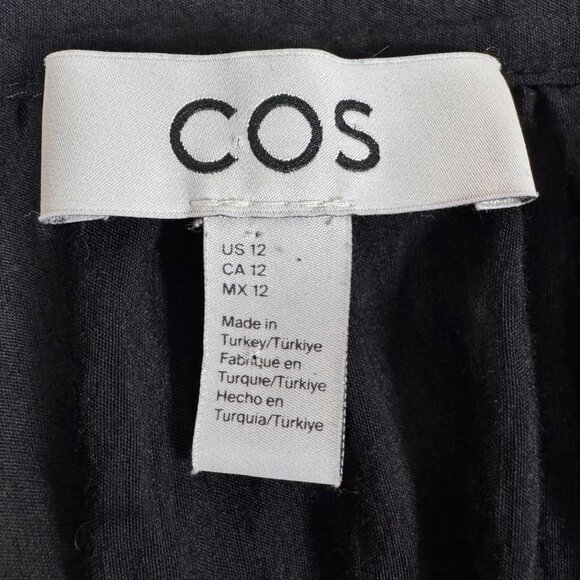 COS
US 12
CA 12
MX 12
Made in
Turkey/Türkiye
Fabriqué en
Turquie/Türkiye
Hecho en
Turquia/Türkiye